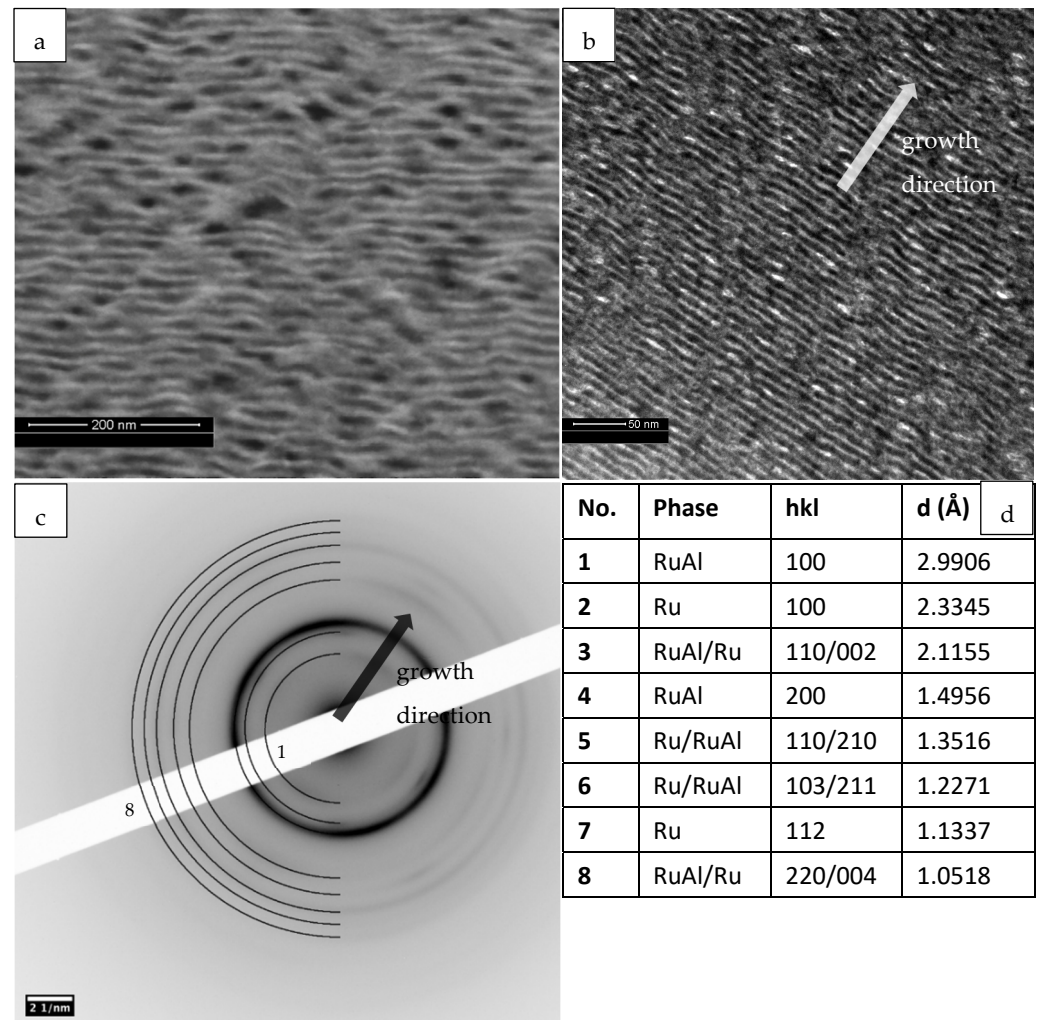 a
b
200 nm
50 nm
growth
direction
c
growth
direction
1
8
2 1/nm
d
No. Phase hkl d (Å)
1 RuAl 100 2.9906
2 Ru 100 2.3345
3 RuAl/Ru 110/002 2.1155
4 RuAl 200 1.4956
5 Ru/RuAl 110/210 1.3516
6 Ru/RuAl 103/211 1.2271
7 Ru 112 1.1337
8 RuAl/Ru 220/004 1.0518